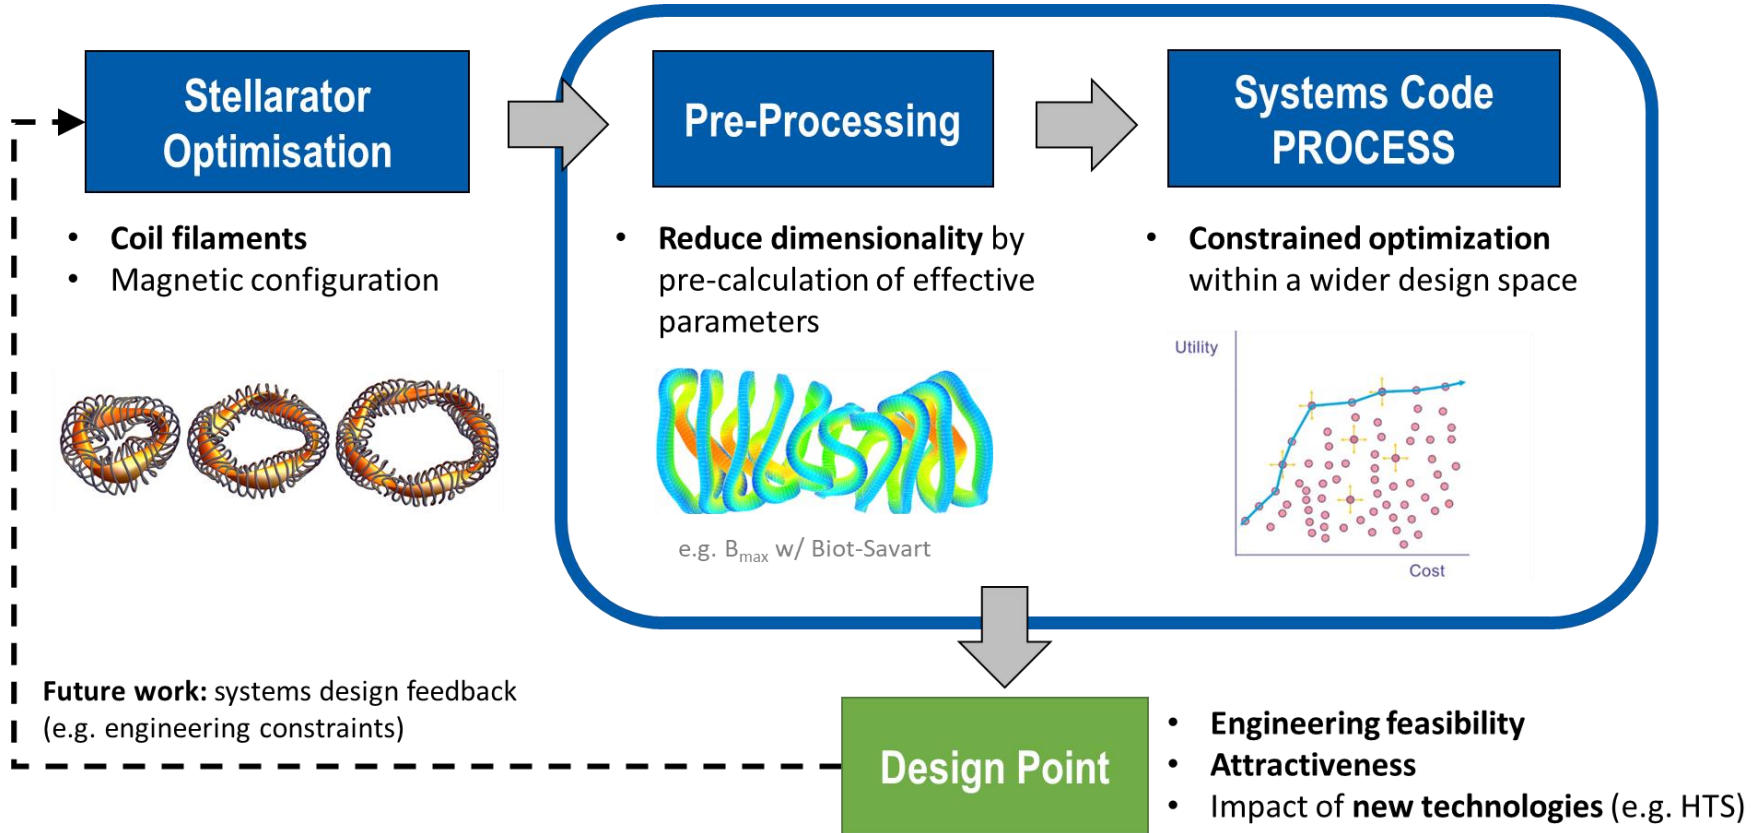 Stellarator
Optimisation
Pre-Processing
Systems Code
PROCESS
• Coil filaments
• Magnetic configuration
• Reduce dimensionality by
pre-calculation of effective
parameters
• Constrained optimization
within a wider design space
Utility
Cost
e.g. Bmax w/ Biot-Savart
Future work: systems design feedback
(e.g. engineering constraints)
Design Point
• Engineering feasibility
• Attractiveness
• Impact of new technologies (e.g. HTS)